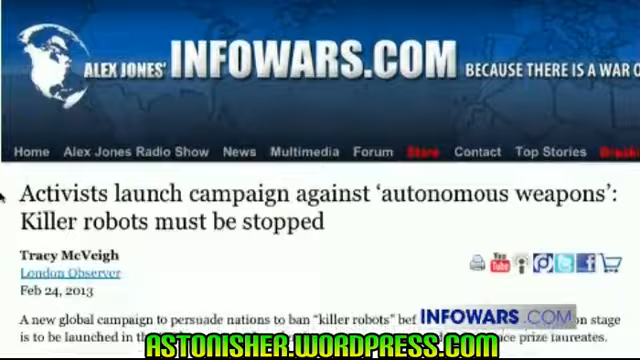 ALEX JONES' INFOWARS.COM BECAUSE THERE IS A WAR
Home Alex Jones Radio Show News Multimedia Forum Store Contact Top Stories
Activists launch campaign against ‘autonomous weapons’:
Killer robots must be stopped
Tracy McVeigh
London Observer
Feb 24, 2013
You
Tube
A new global campaign to persuade nations to ban “killer robots” bef
INFOWARS.COM
on stage
is to be launched in th
prize laureates.
ASTONISHER.WORDPRESS.COM